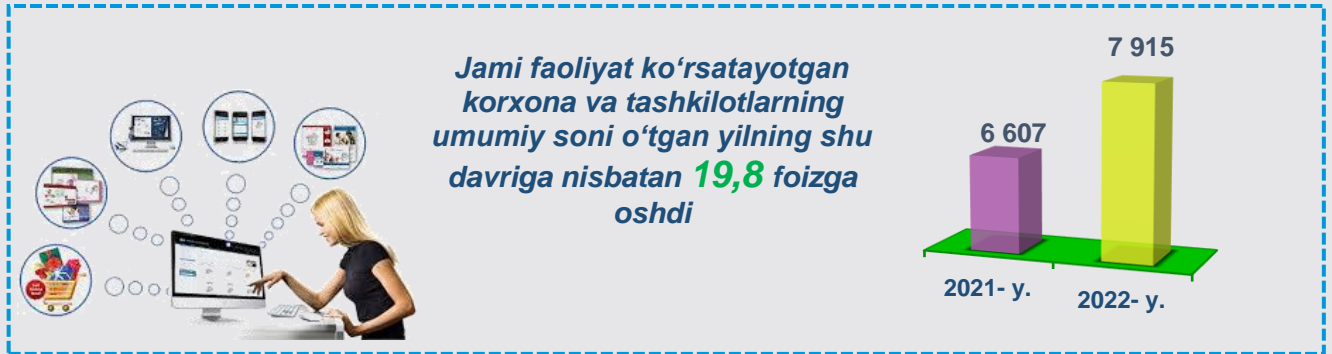 Jami faoliyat ko‘rsatayotgan
korxona va tashkilotlarning
umumiy soni o‘tgan yilning shu
davriga nisbatan 19,8 foizga
oshdi
7 915
6 607
2021- y.
2022- y.